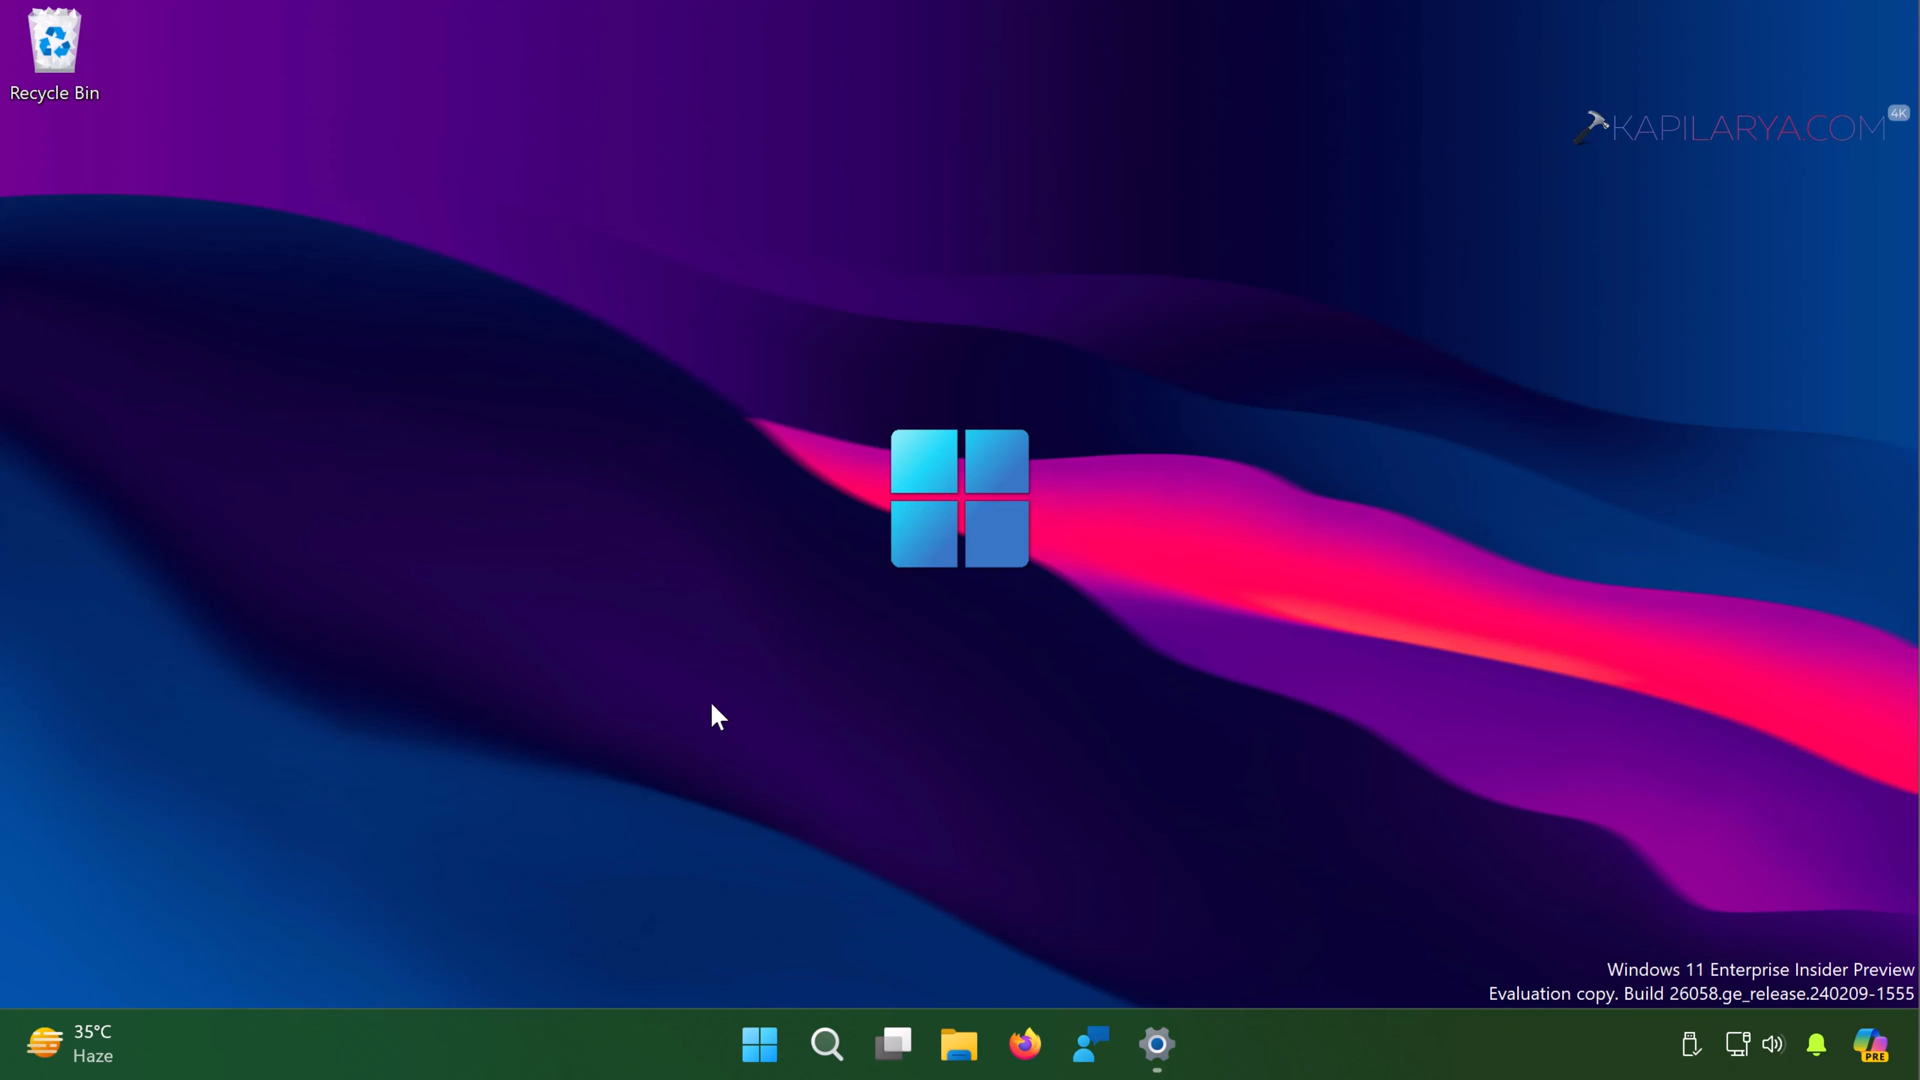 Recycle Bin
KAPILARYA.COM
4K
Windows 11 Enterprise Insider Preview
Evaluation copy. Build 26058.ge_release.240209-1555
35°C
Haze
PRE